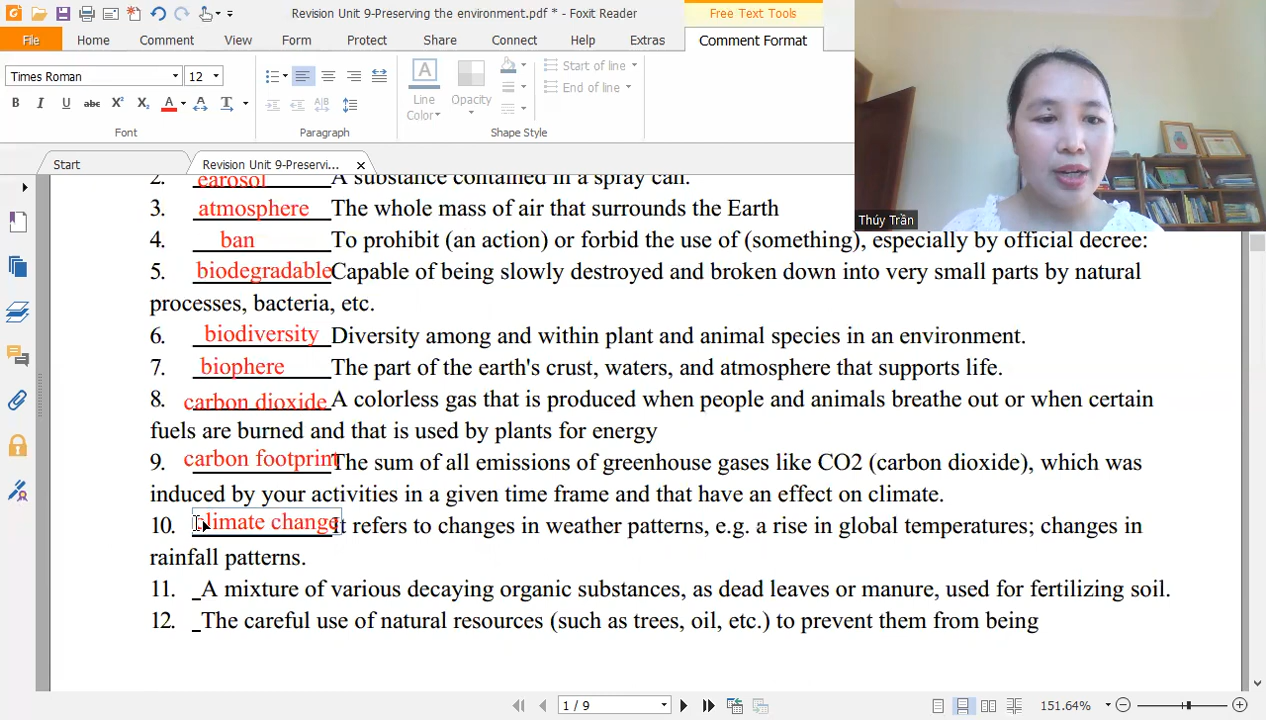 Revision Unit 9-Preserving the environment.pdf * - Foxit Reader
Free Text Tools
File Home Comment View Form Protect Share Connect Help Extras Comment Format
Times Roman 12
Start of line
End of line
Line Color
Opacity
Font Paragraph Shape Style
Start
Revision Unit 9-Preservi...
Thúy Trần
2. earosol A substance contained in a spray can.
3. atmosphere The whole mass of air that surrounds the Earth
4. ban To prohibit (an action) or forbid the use of (something), especially by official decree:
5. biodegradable Capable of being slowly destroyed and broken down into very small parts by natural
processes, bacteria, etc.
6. biodiversity Diversity among and within plant and animal species in an environment.
7. biophere The part of the earth's crust, waters, and atmosphere that supports life.
8. carbon dioxide A colorless gas that is produced when people and animals breathe out or when certain
fuels are burned and that is used by plants for energy
9. carbon footprint The sum of all emissions of greenhouse gases like CO2 (carbon dioxide), which was
induced by your activities in a given time frame and that have an effect on climate.
10. climate change It refers to changes in weather patterns, e.g. a rise in global temperatures; changes in
rainfall patterns.
11. _A mixture of various decaying organic substances, as dead leaves or manure, used for fertilizing soil.
12. _The careful use of natural resources (such as trees, oil, etc.) to prevent them from being
1 / 9
151.64%